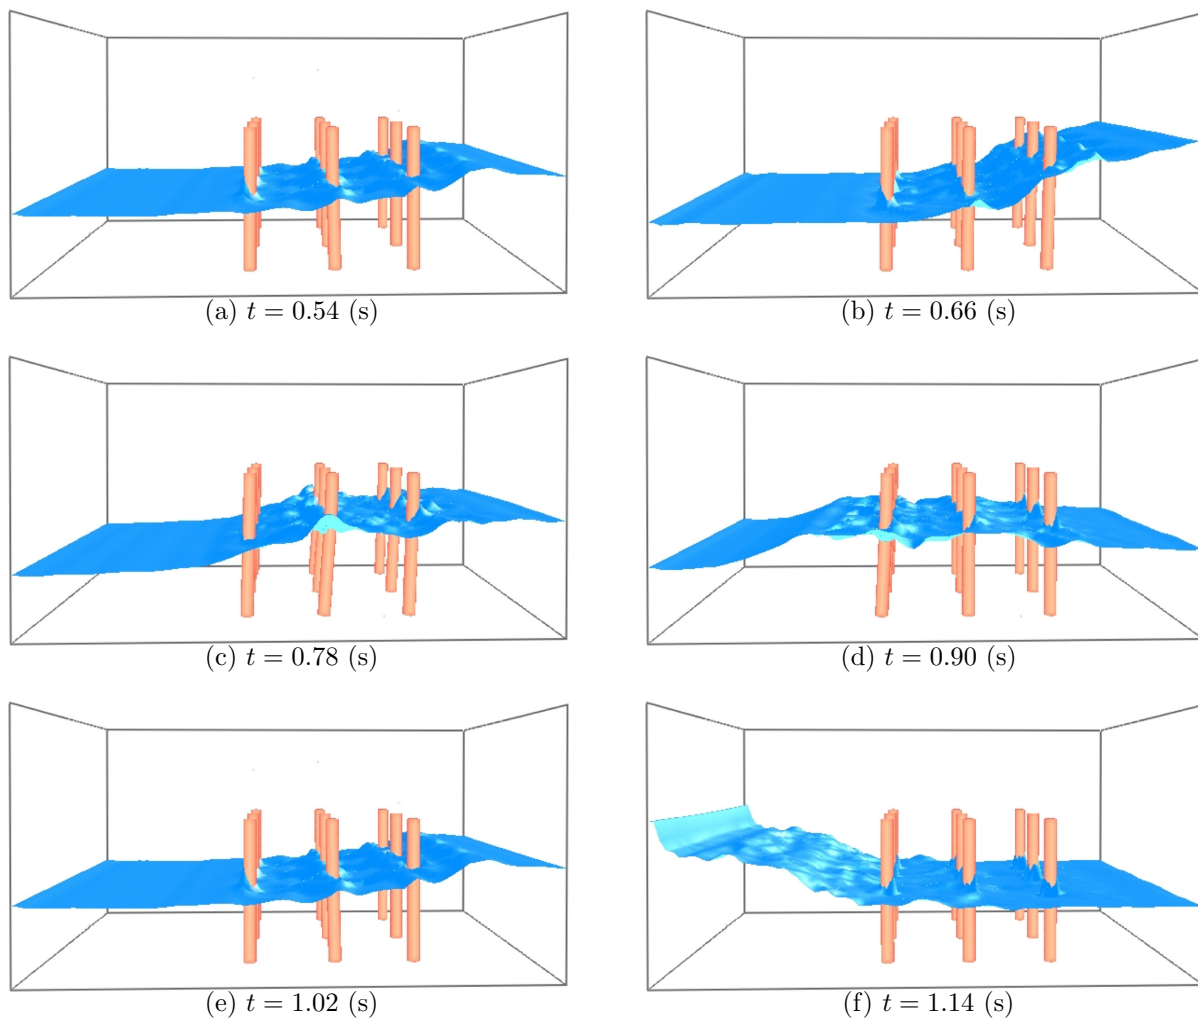 (a) t = 0.54 (s)
(b) t = 0.66 (s)
(c) t = 0.78 (s)
(d) t = 0.90 (s)
(e) t = 1.02 (s)
(f) t = 1.14 (s)